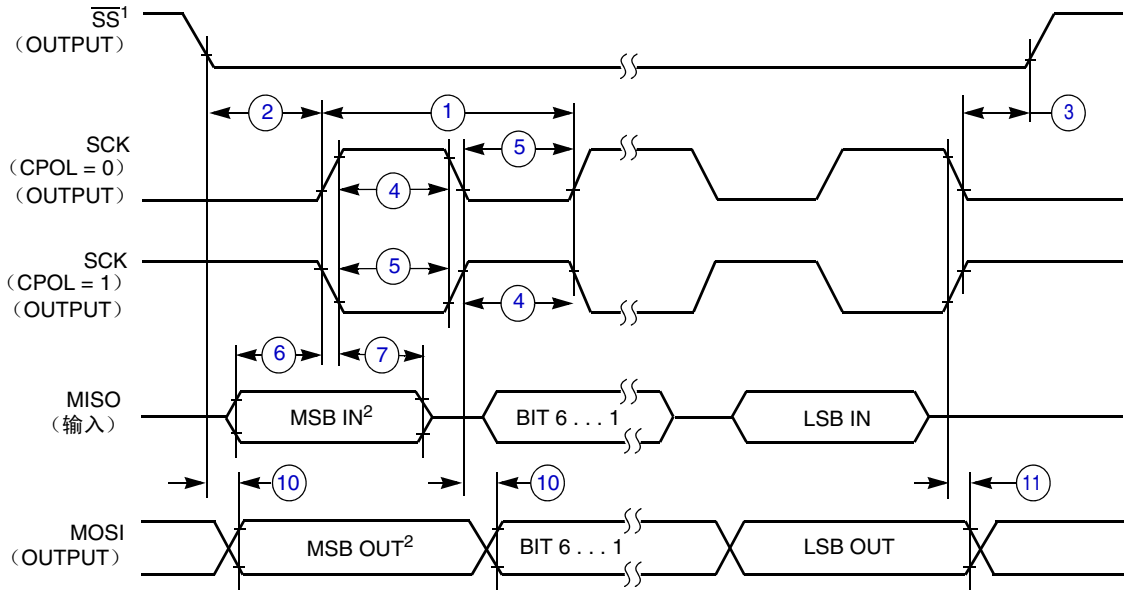 SS¹
（OUTPUT）
2
1
3
SCK
（CPOL = 0）
（OUTPUT）
5
4
SCK
（CPOL = 1）
（OUTPUT）
5
4
6
7
MISO
（输入）
MSB IN²
BIT 6 . . . 1
LSB IN
10
10
11
MOSI
（OUTPUT）
MSB OUT²
BIT 6 . . . 1
LSB OUT